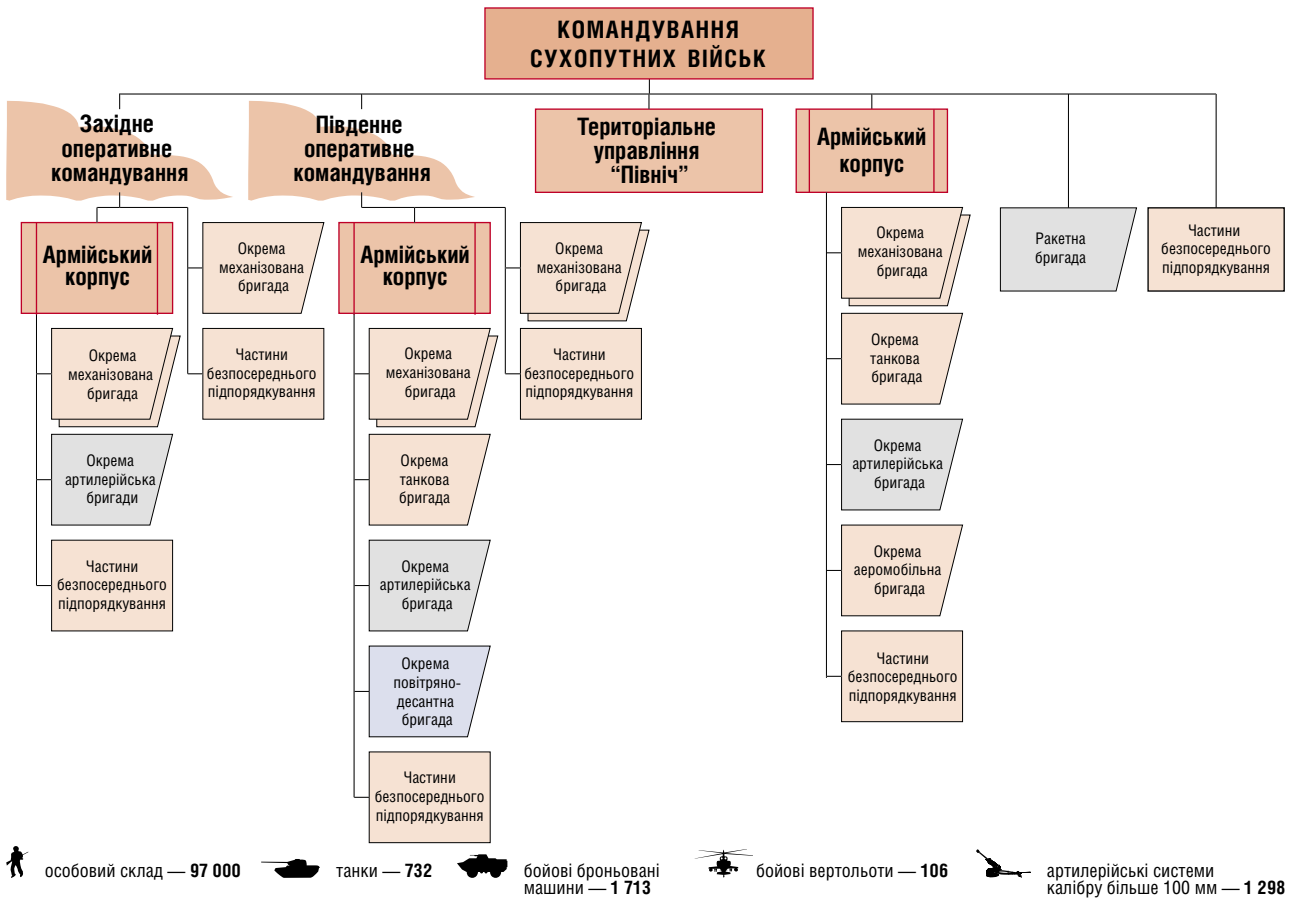 КОМАНДУВАННЯ
СУХОПУТНИХ ВІЙСЬК
Західне
оперативне
командування
Південне
оперативне
командування
Територіальне
управління
“Північ”
Армійський
корпус
Армійський
корпус
Окрема
механізована
бригада
Армійський
корпус
Окрема
механізована
бригада
Окрема
механізована
бригада
Ракетна
бригада
Частини
безпосереднього
підпорядкування
Окрема
механізована
бригада
Частини
безпосереднього
підпорядкування
Окрема
механізована
бригада
Частини
безпосереднього
підпорядкування
Окрема
танкова
бригада
Окрема
артилерійська
бригади
Окрема
танкова
бригада
Окрема
артилерійська
бригада
Частини
безпосереднього
підпорядкування
Окрема
артилерійська
бригада
Окрема
аеромобільна
бригада
Окрема
повітряно-
десантна
бригада
Частини
безпосереднього
підпорядкування
Частини
безпосереднього
підпорядкування
особовий склад — 97 000
танки — 732
бойові броньовані
машини — 1 713
бойові вертольоти — 106
артилерійські системи
калібру більше 100 мм — 1 298